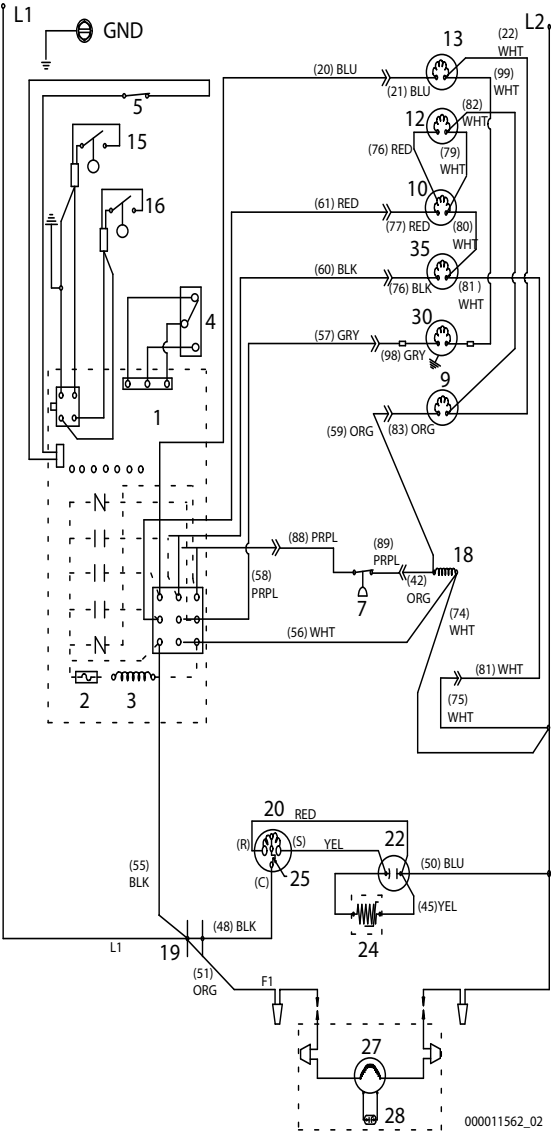 L1
GND
L2
(22)
WHT
13
(20) BLU
(21) BLU
(99)
WHT
5
15
12
(82)
WHT
(76) RED
(79)
WHT
16
10
(61) RED
(77) RED
(80)
WHT
35
(60) BLK
(76) BLK
(81 )
WHT
4
30
(57) GRY
(98) GRY
9
1
(59) ORG
(83) ORG
(88) PRPL
(89)
PRPL
18
(58)
PRPL
7
(42)
ORG
(74)
WHT
(56) WHT
(81) WHT
(75)
WHT
2
3
20
RED
(R)
(S)
YEL
22
(50) BLU
(55)
BLK
(C)
25
(45)YEL
(48) BLK
24
L1
19
(51)
ORG
F1
27
28
000011562_02